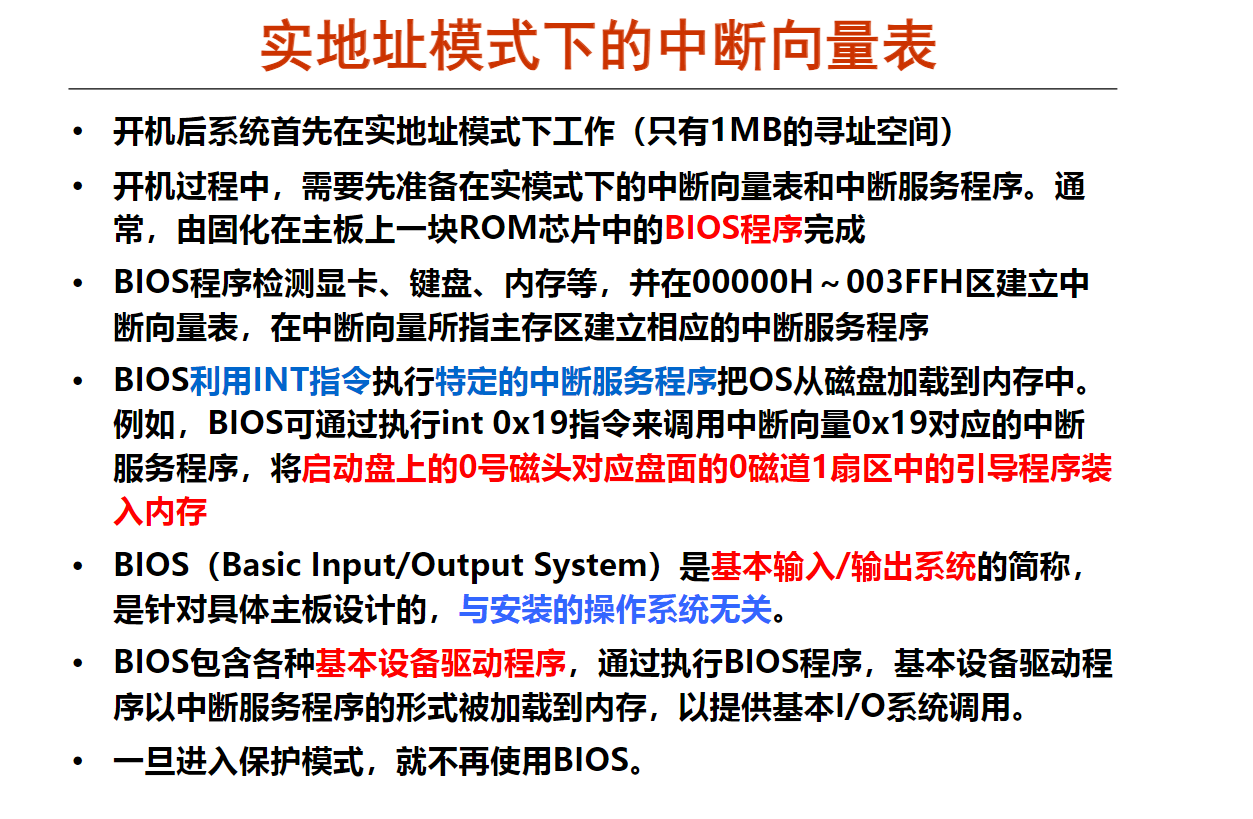 实地址模式下的中断向量表
• 开机后系统首先在实地址模式下工作（只有1MB的寻址空间）
• 开机过程中，需要先准备在实模式下的中断向量表和中断服务程序。通
常，由固化在主板上一块ROM芯片中的BIOS程序完成
• BIOS程序检测显卡、键盘、内存等，并在00000H～003FFH区建立中
断向量表，在中断向量所指主存区建立相应的中断服务程序
• BIOS利用INT指令执行特定的中断服务程序把OS从磁盘加载到内存中。
例如，BIOS可通过执行int 0x19指令来调用中断向量0x19对应的中断
服务程序，将启动盘上的0号磁头对应盘面的0磁道1扇区中的引导程序装
入内存
• BIOS（Basic Input/Output System）是基本输入/输出系统的简称，
是针对具体主板设计的，与安装的操作系统无关。
• BIOS包含各种基本设备驱动程序，通过执行BIOS程序，基本设备驱动程
序以中断服务程序的形式被加载到内存，以提供基本I/O系统调用。
• 一旦进入保护模式，就不再使用BIOS。